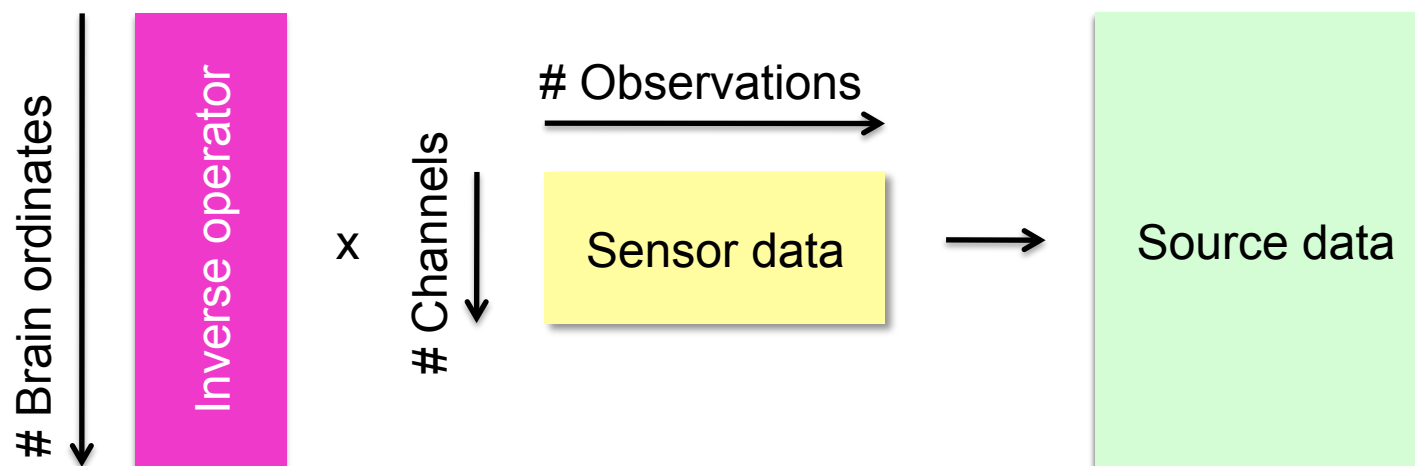 # Brain ordinates
Inverse operator
x
# Channels
# Observations
Sensor data
Source data